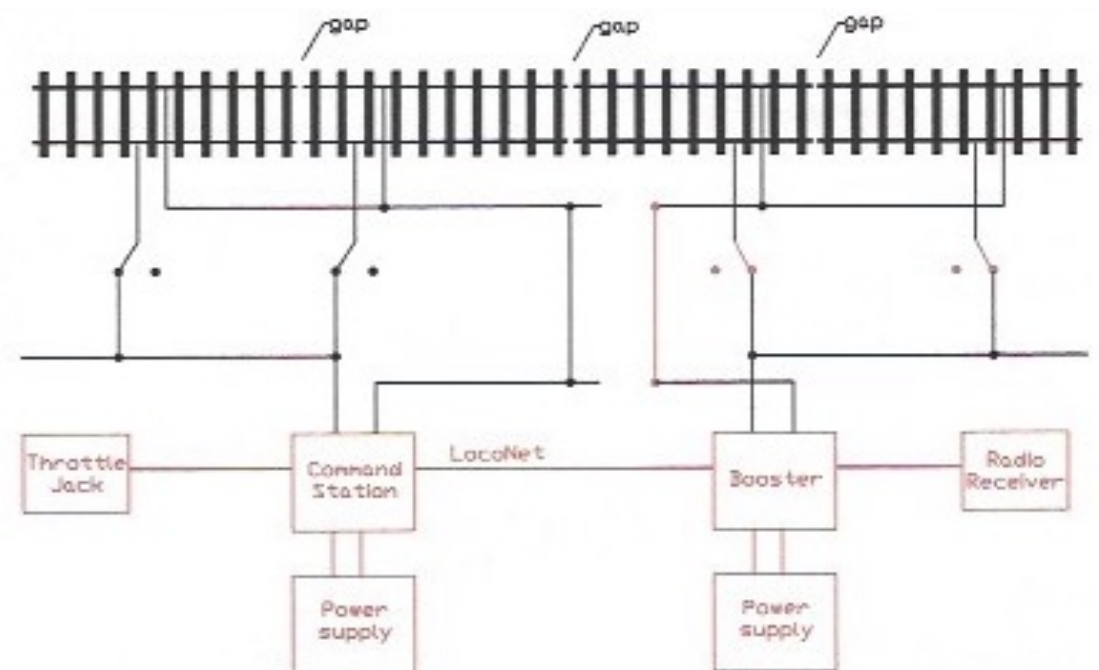 gap
gap
gap
Throttle
Jack
Command
Station
LocoNet
Booster
Radio
Receiver
Power
supply
Power
supply